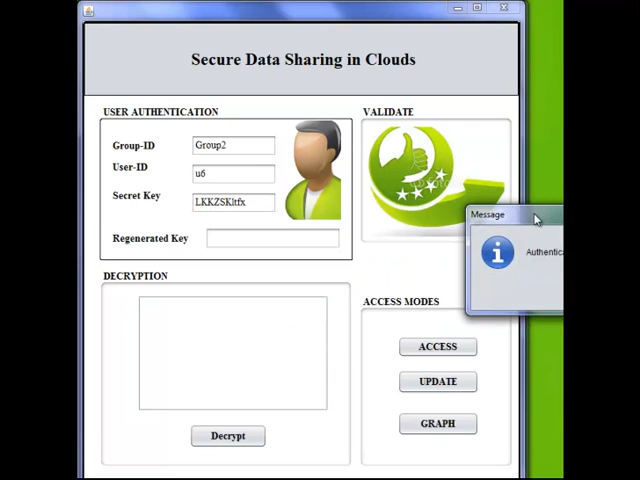 Secure Data Sharing in Clouds
USER AUTHENTICATION
Group-ID
Group2
User-ID
u6
Secret Key
LKKZSKltfx
Regenerated Key
VALIDATE
Message
DECRYPTION
Decrypt
ACCESS MODES
ACCESS
UPDATE
GRAPH